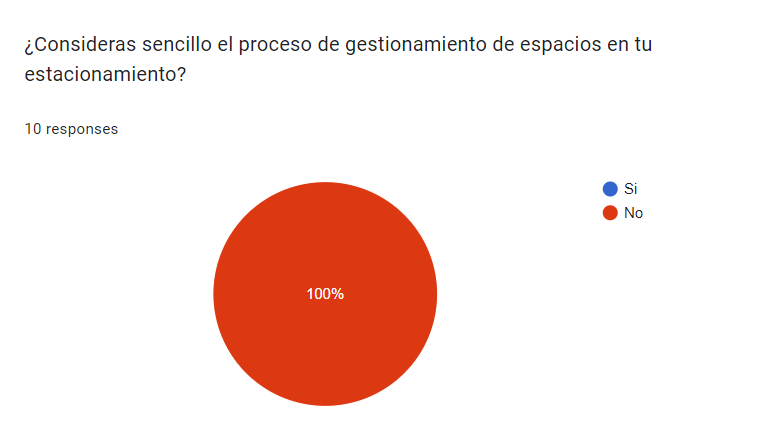 ¿Consideras sencillo el proceso de gestionamiento de espacios en tu
estacionamiento?
10 responses
Si
No
100%